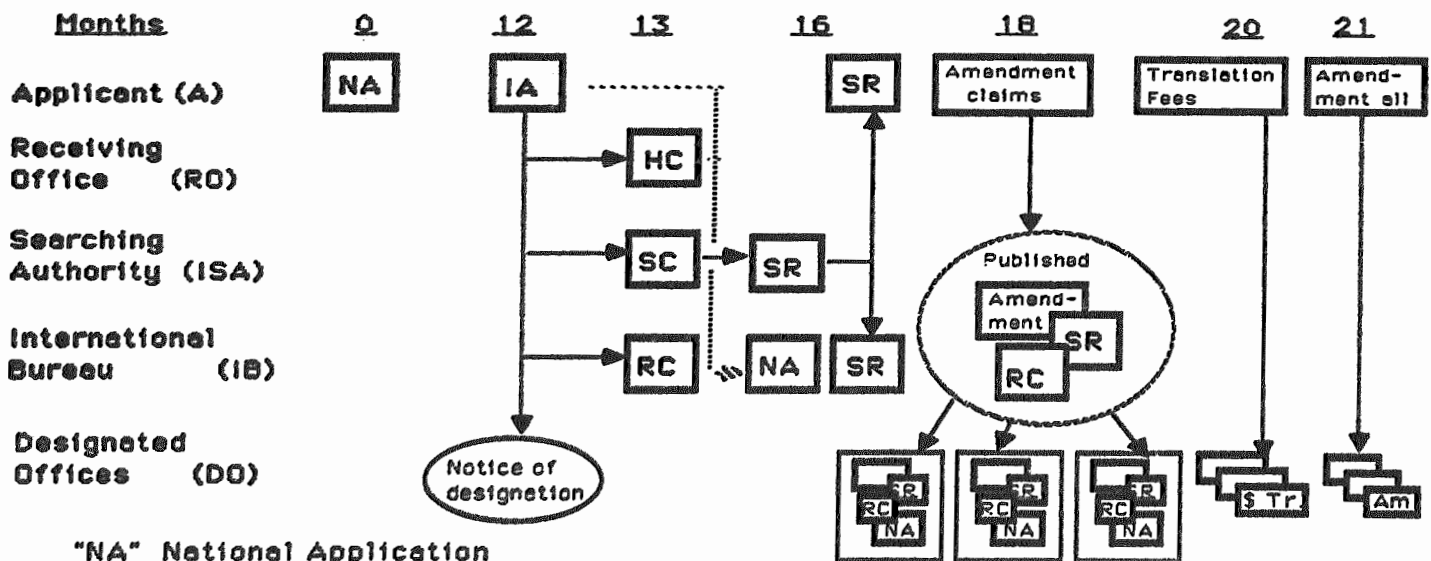 Months 0 12 13 16 18 20 21
Applicant (A) NA IA SR Amendment claims Translation Fees Amend-ment all
Receiving
Office (RO) HC
Searching
Authority (ISA) SC SR
Published
Amend-
ment SR
RC
International
Bureau (IB) RC NA SR
Designated
Offices (DO)
Notice of
designation
SR RC NA
SR RC NA
SR RC NA
$ Tr.
Am
"NA" National Application